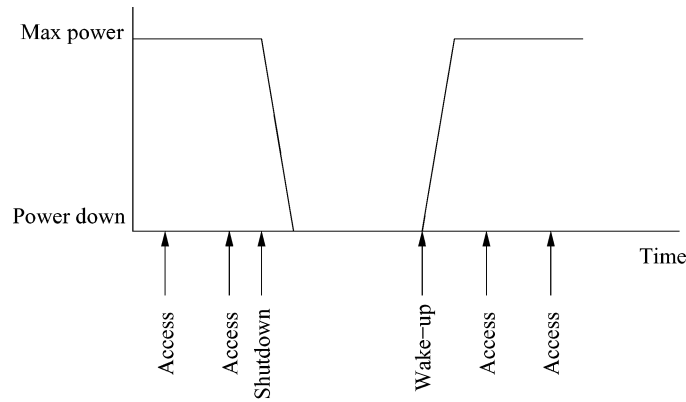 Max power
Power down
Time
Access
Access
Shutdown
Wake-up
Access
Access